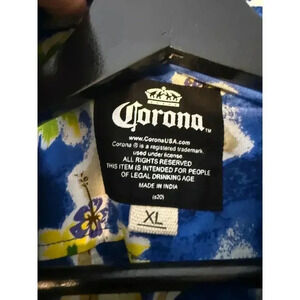 Corona™
www.CoronaUSA.com
Corona ® is a registered trademark.
used under license
ALL RIGHTS RESERVED
THIS ITEM IS INTENDED FOR PEOPLE
OF LEGAL DRINKING AGE
MADE IN INDIA
(s20)
XL